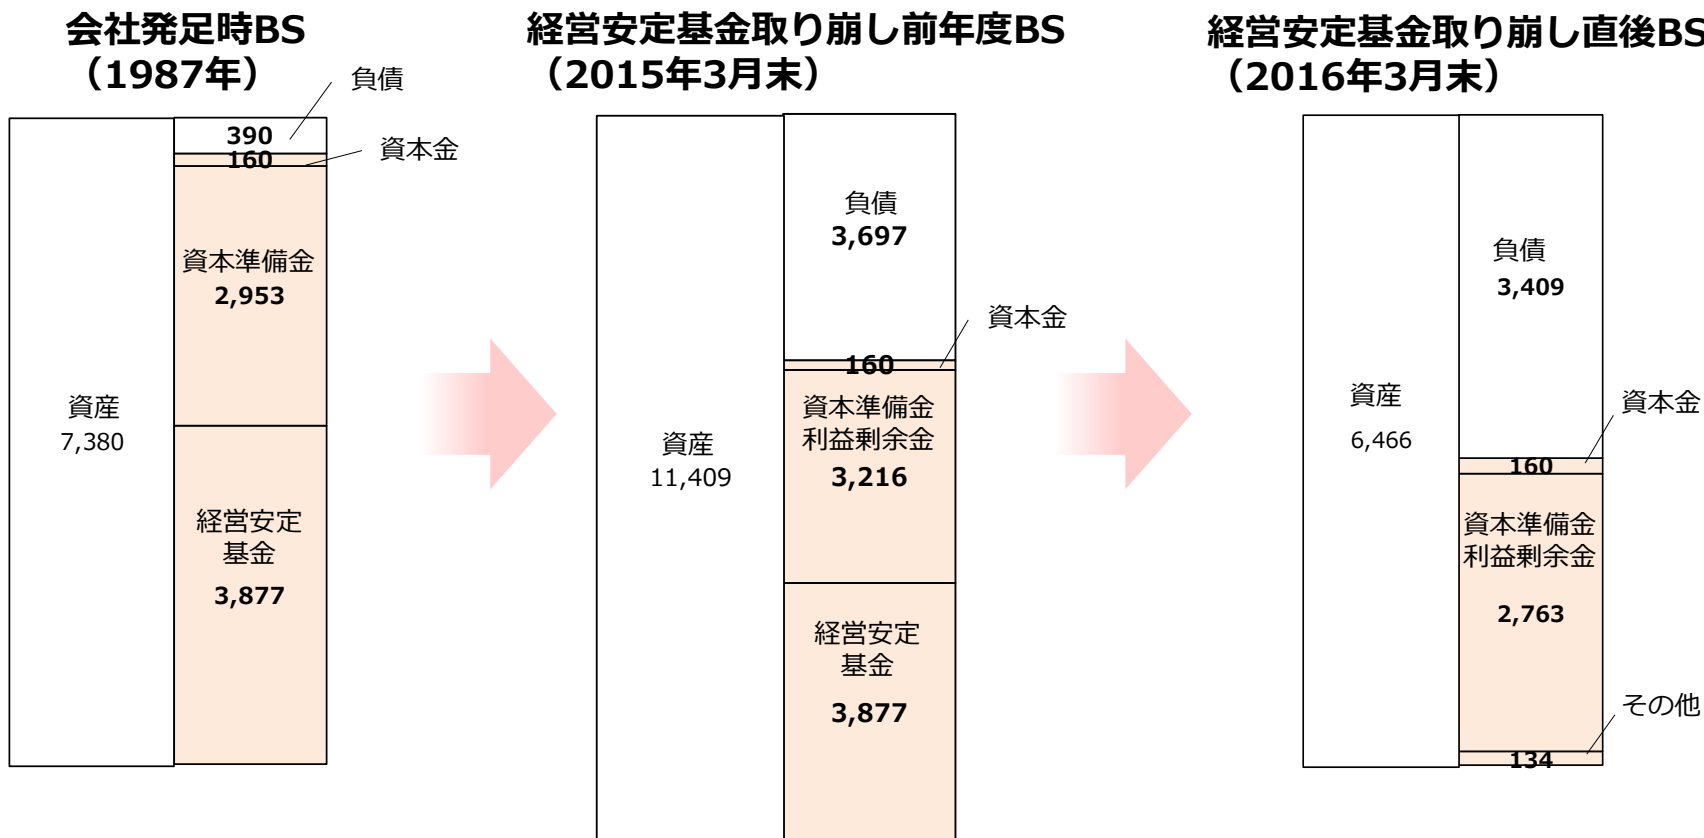 会社発足時BS
（1987年）
負債
390
160
資本金
資本準備金
2,953
資産
7,380
経営安定
基金
3,877
経営安定基金取り崩し前年度BS
（2015年3月末）
負債
3,697
資本金
160
資本準備金
利益剰余金
3,216
資産
11,409
経営安定
基金
3,877
経営安定基金取り崩し直後BS
（2016年3月末）
負債
3,409
資産
6,466
資本金
160
資本準備金
利益剰余金
2,763
その他
134